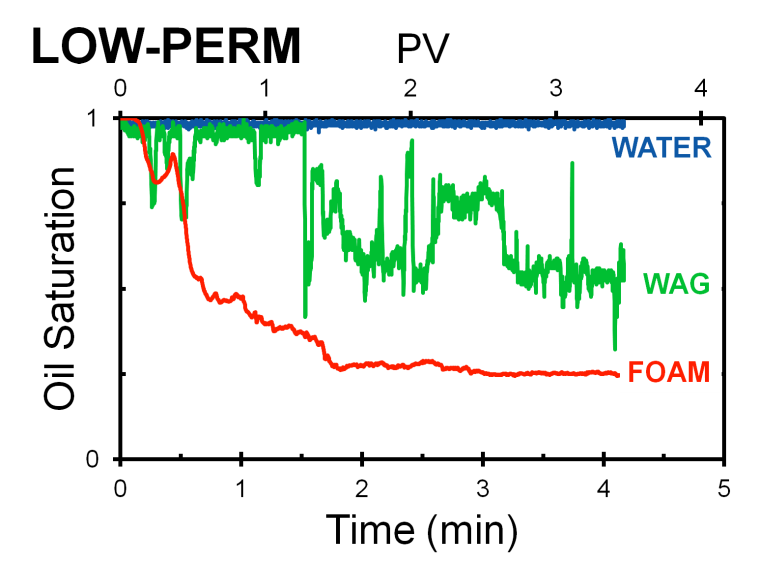 LOW-PERM
PV
0 1 2 3 4
1
WATER
WAG
FOAM
Oil Saturation
0
0 1 2 3 4 5
Time (min)